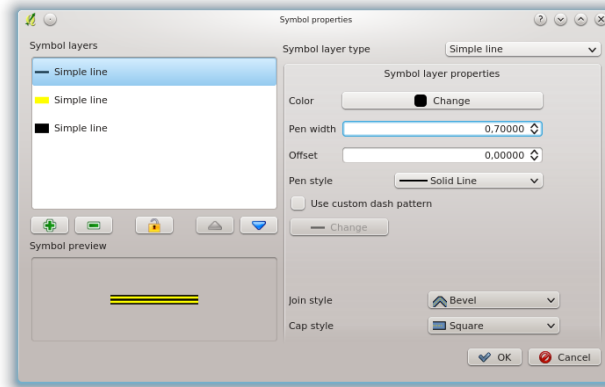 Symbol properties
Symbol layers
Simple line
Simple line
Simple line
Symbol preview
Symbol layer type
Simple line
Symbol layer properties
Color
Change
Pen width
0,70000
Offset
0,00000
Pen style
Solid Line
Use custom dash pattern
Change
Join style
Bevel
Cap style
Square
OK
Cancel